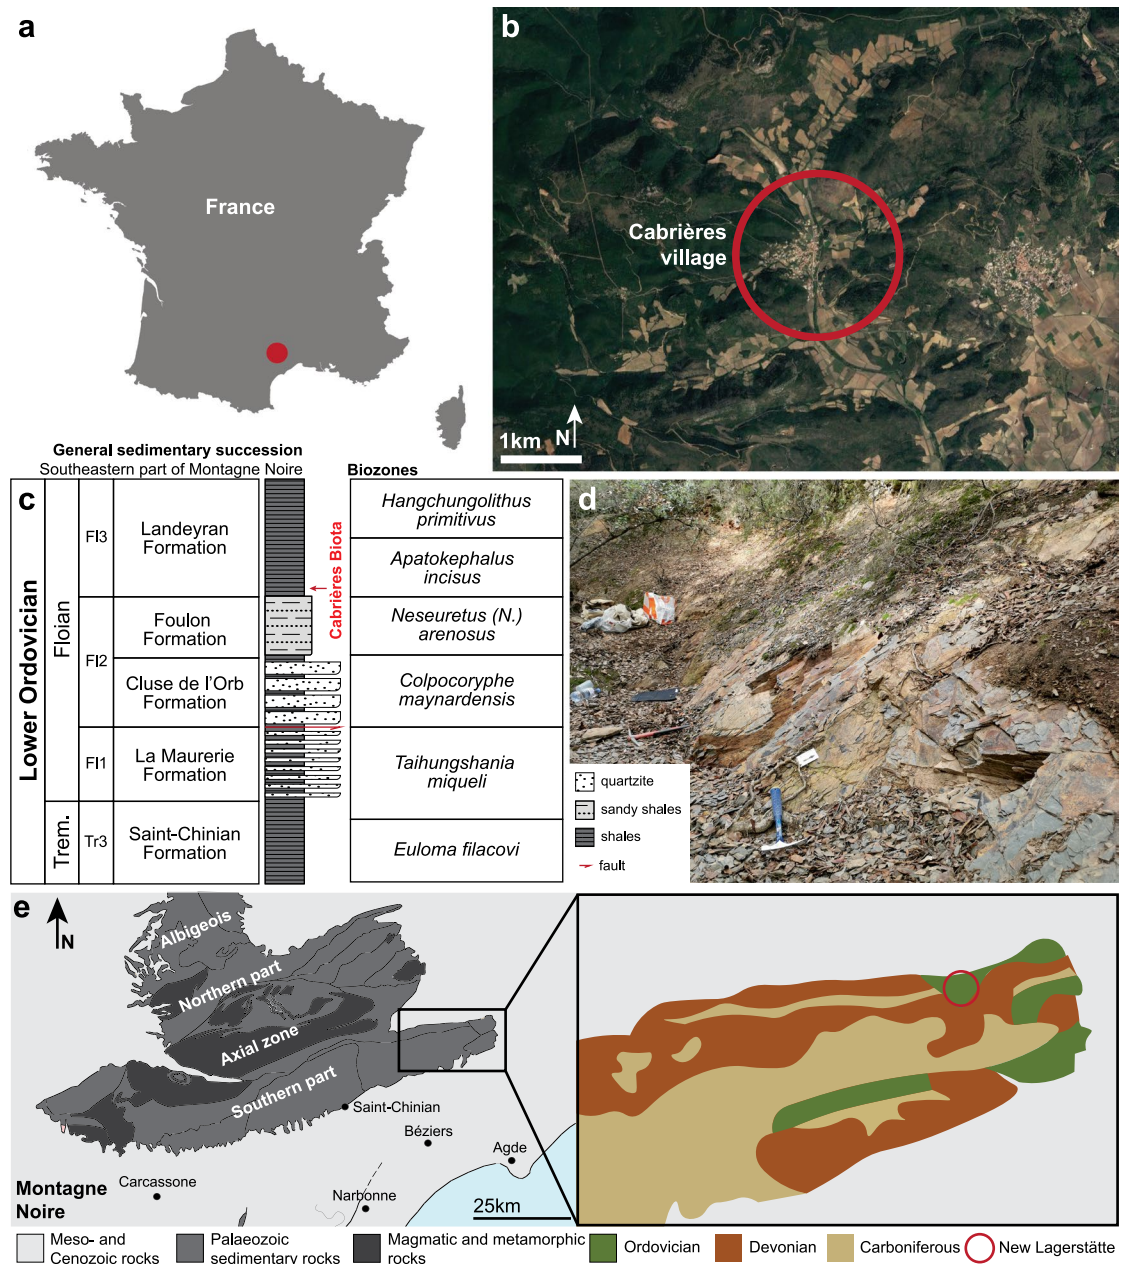 a
France
b
Cabrières
village
1km
N
General sedimentary succession
Southeastern part of Montagne Noire
Biozones
c
Lower Ordovician
Floian
Trem.
Fl3
Fl2
Fl1
Tr3
Landeyran
Formation
Foulon
Formation
Cluse de l'Orb
Formation
La Maurerie
Formation
Saint-Chinian
Formation
Cabrières Biota
Hangchungolithus
primitivus
Apatokephalus
incisus
Neseuretus (N.)
arenosus
Colpocoryphe
maynardensis
Taihungshania
miqueli
Euloma filacovi
quartzite
sandy shales
shales
fault
d
e
N
Albigeois
Northern part
Axial zone
Southern part
Saint-Chinian
Béziers
Agde
Carcassone
Narbonne
25km
Montagne
Noire
Meso- and
Cenozoic rocks
Palaeozoic
sedimentary rocks
Magmatic and metamorphic
rocks
Ordovician
Devonian
Carboniferous
New Lagerstätte